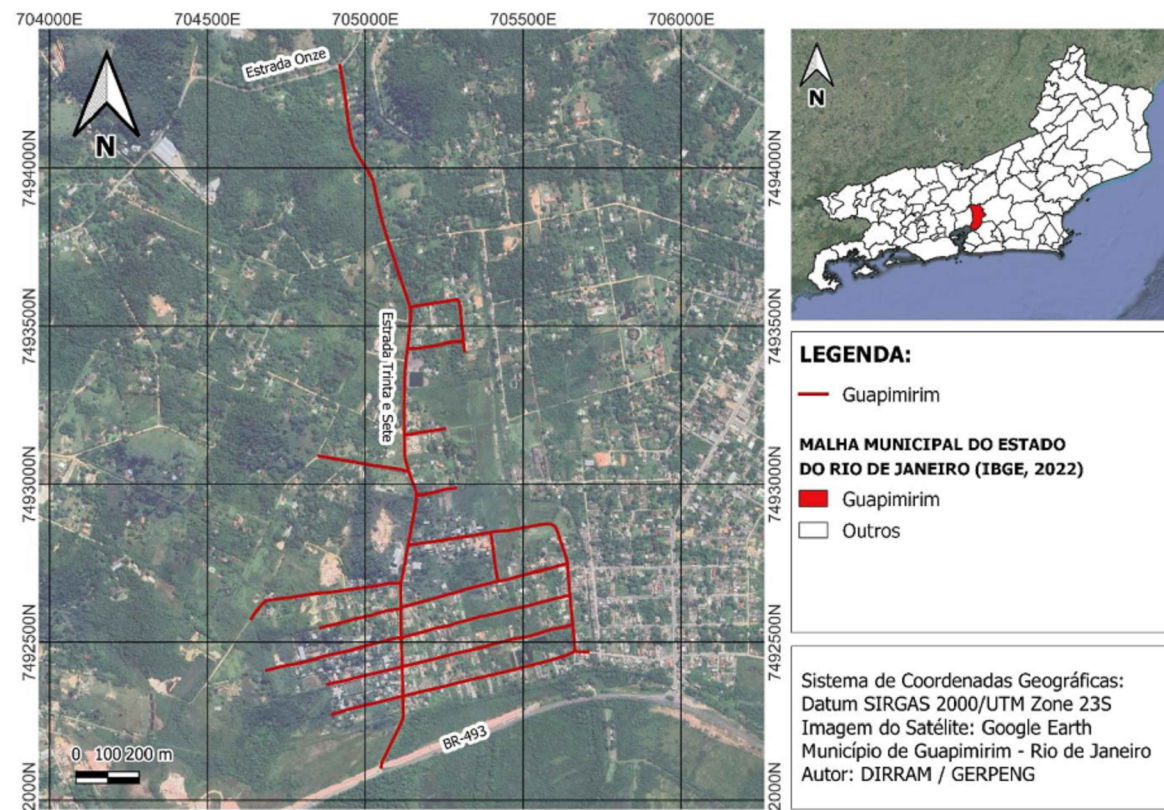 704000E 704500E 705000E 705500E 706000E
Estrada Onze
N
7494000N
7493500N
7493000N
7492500N
2000N
7494000N
7493500N
7493000N
7492500N
2000N
Estrada Trinta e Sete
BR-493
0 100 200 m
N
LEGENDA:
Guapimirim
MALHA MUNICIPAL DO ESTADO
DO RIO DE JANEIRO (IBGE, 2022)
Guapimirim
Outros
Sistema de Coordenadas Geográficas:
Datum SIRGAS 2000/UTM Zone 23S
Imagem do Satélite: Google Earth
Município de Guapimirim - Rio de Janeiro
Autor: DIRRAM / GERPENG